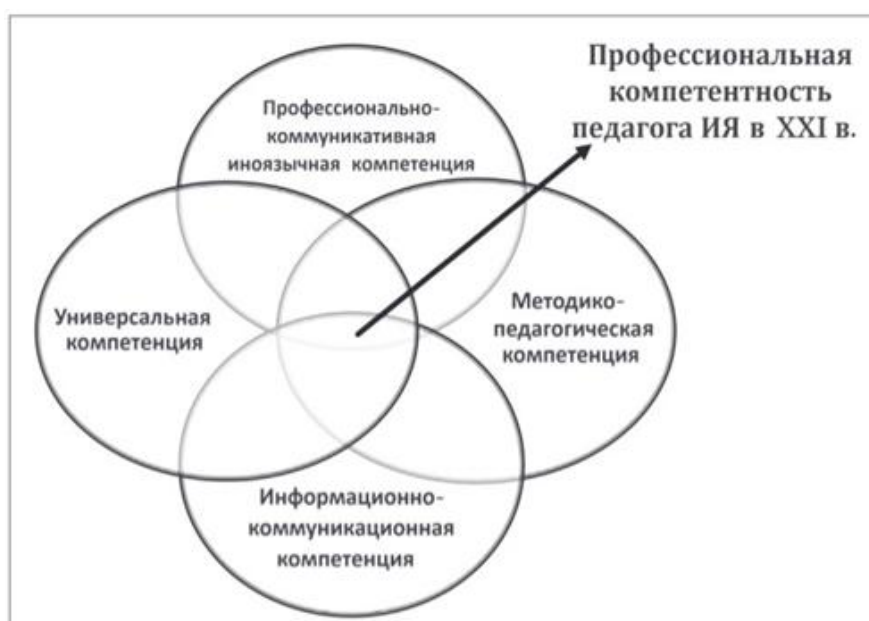 Профессиональная
компетентность
педагога ИЯ в XXI в.
Профессионально-
коммуникативная
иноязычная компетенция
Универсальная
компетенция
Методико-
педагогическая
компетенция
Информационно-
коммуникационная
компетенция